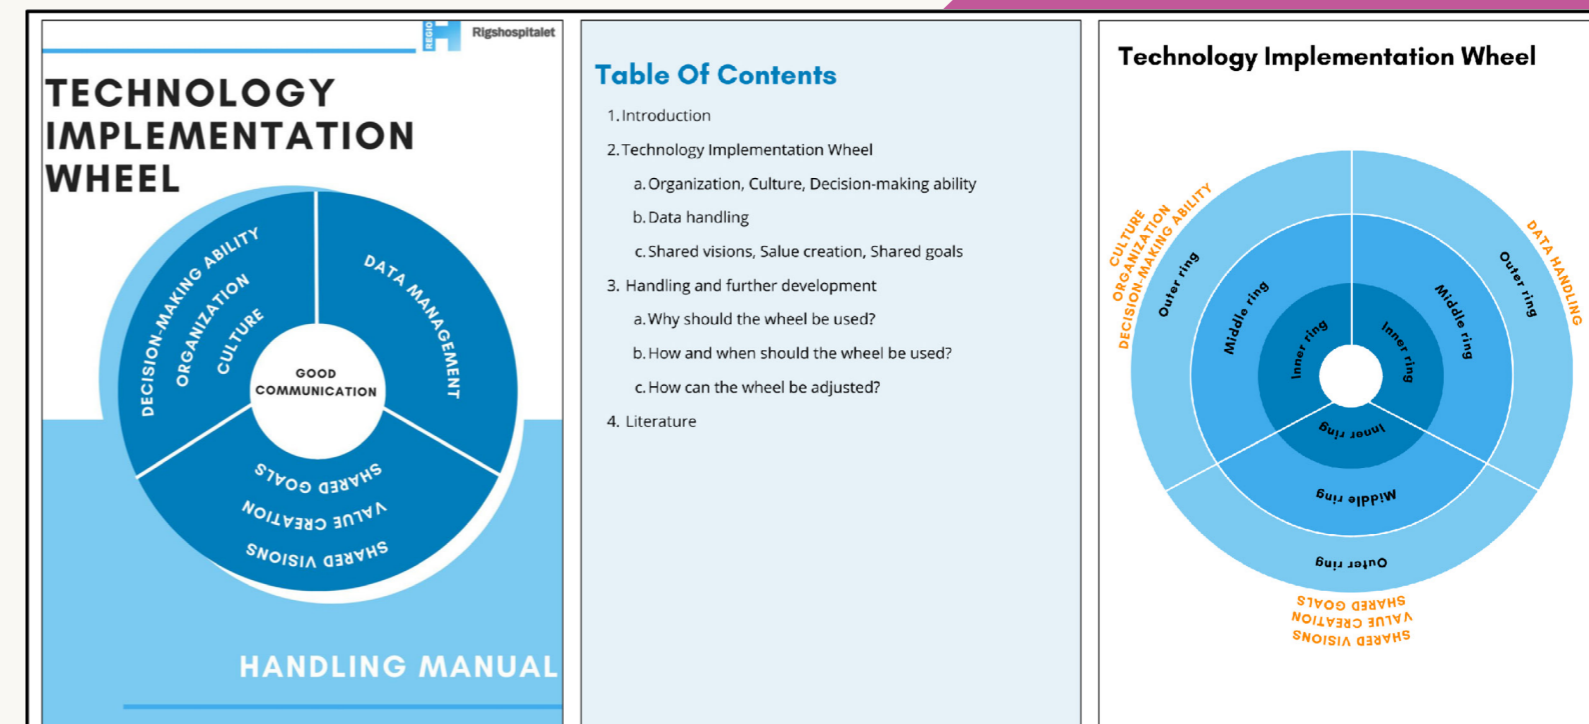 REGIO
Rigshospitalet
TECHNOLOGY
IMPLEMENTATION
WHEEL
DECISION-MAKING ABILITY
ORGANIZATION
CULTURE
DATA MANAGEMENT
GOOD
COMMUNICATION
SHARED GOALS
VALUE CREATION
SHARED VISIONS
HANDLING MANUAL
Table Of Contents
1. Introduction
2. Technology Implementation Wheel
a. Organization, Culture, Decision-making ability
b. Data handling
c. Shared visions, Salue creation, Shared goals
3. Handling and further development
a. Why should the wheel be used?
b. How and when should the wheel be used?
c. How can the wheel be adjusted?
4. Literature
Technology Implementation Wheel
CULTURE
ORGANIZATION
DECISION-MAKING ABILITY
Outer ring
Middle ring
Inner ring
DATA HANDLING
Outer ring
Middle ring
Inner ring
Inner ring
Middle ring
Outer ring
SHARED GOALS
VALUE CREATION
SHARED VISIONS